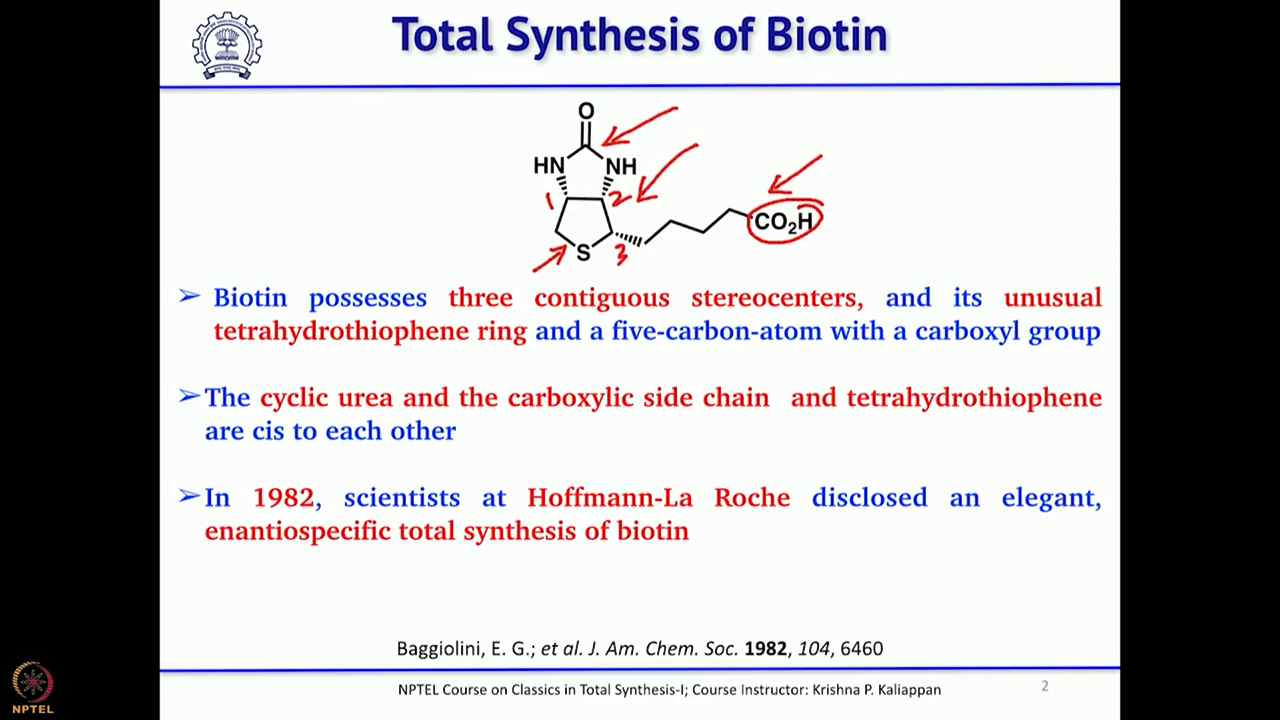 Total Synthesis of Biotin
O
HN
NH
1
2
CO₂H
S
3
➢ Biotin possesses three contiguous stereocenters, and its unusual
tetrahydrothiophene ring and a five-carbon-atom with a carboxyl group
➢ The cyclic urea and the carboxylic side chain and tetrahydrothiophene
are cis to each other
➢ In 1982, scientists at Hoffmann-La Roche disclosed an elegant,
enantiospecific total synthesis of biotin
Baggiolini, E. G.; et al. J. Am. Chem. Soc. 1982, 104, 6460
NPTEL Course on Classics in Total Synthesis-I; Course Instructor: Krishna P. Kaliappan
2
NPTEL